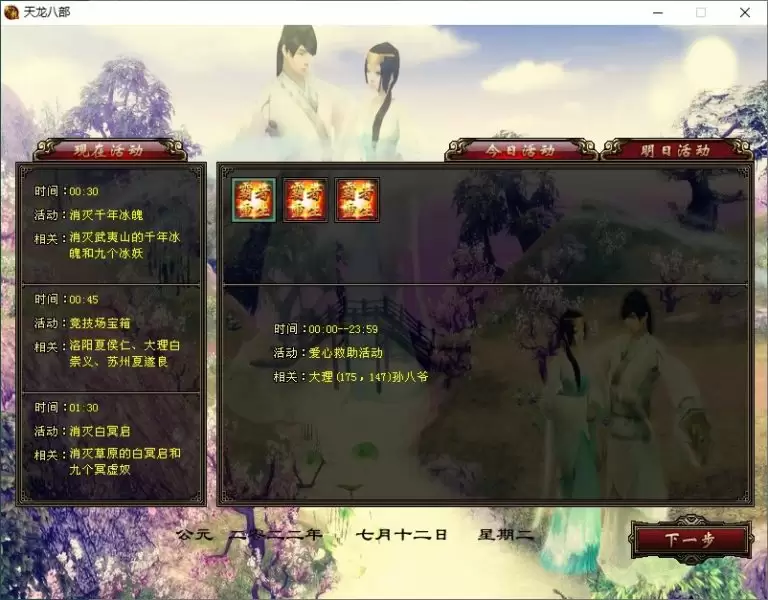 天龙八部
现在活动
今日活动
明日活动
时间：00:30
活动：消灭千年冰魄
相关：消灭武夷山的千年冰
魄和九个冰妖
时间：00:45
活动：竞技场宝箱
相关：洛阳夏侯仁、大理白
崇义、苏州夏遂良
时间：01:30
活动：消灭白冥启
相关：消灭草原的白冥启和
九个冥虚奴
时间：00:00--23:59
活动：爱心救助活动
相关：大理(175，147)孙八爷
公元 二零二二年 七月十二日 星期二
下一步